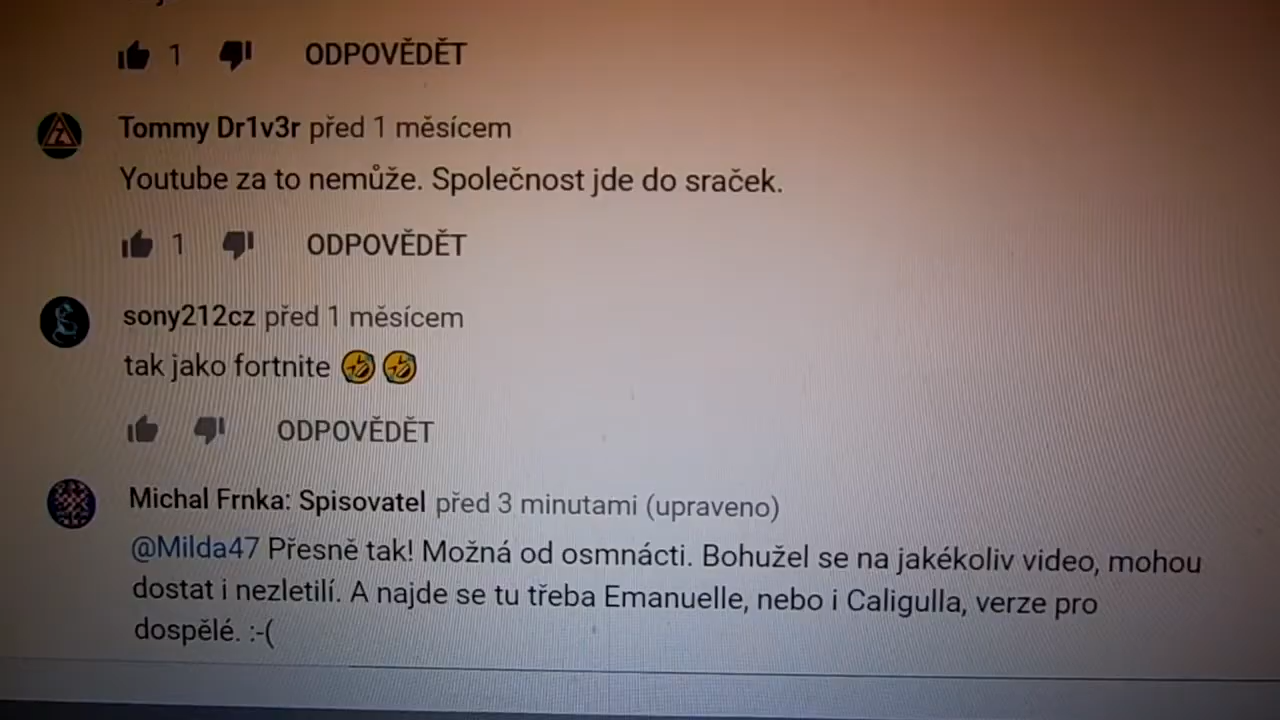 1 ODPOVĚDĚT
Tommy Dr1v3r před 1 měsícem
Youtube za to nemůže. Společnost jde do sraček.
1 ODPOVĚDĚT
sony212cz před 1 měsícem
tak jako fortnite 🤣🤣
ODPOVĚDĚT
Michal Frnka: Spisovatel před 3 minutami (upraveno)
@Milda47 Přesně tak! Možná od osmnácti. Bohužel se na jakékoliv video, mohou
dostat i nezletilí. A najde se tu třeba Emanuelle, nebo i Caligulla, verze pro
dospělé. :-(